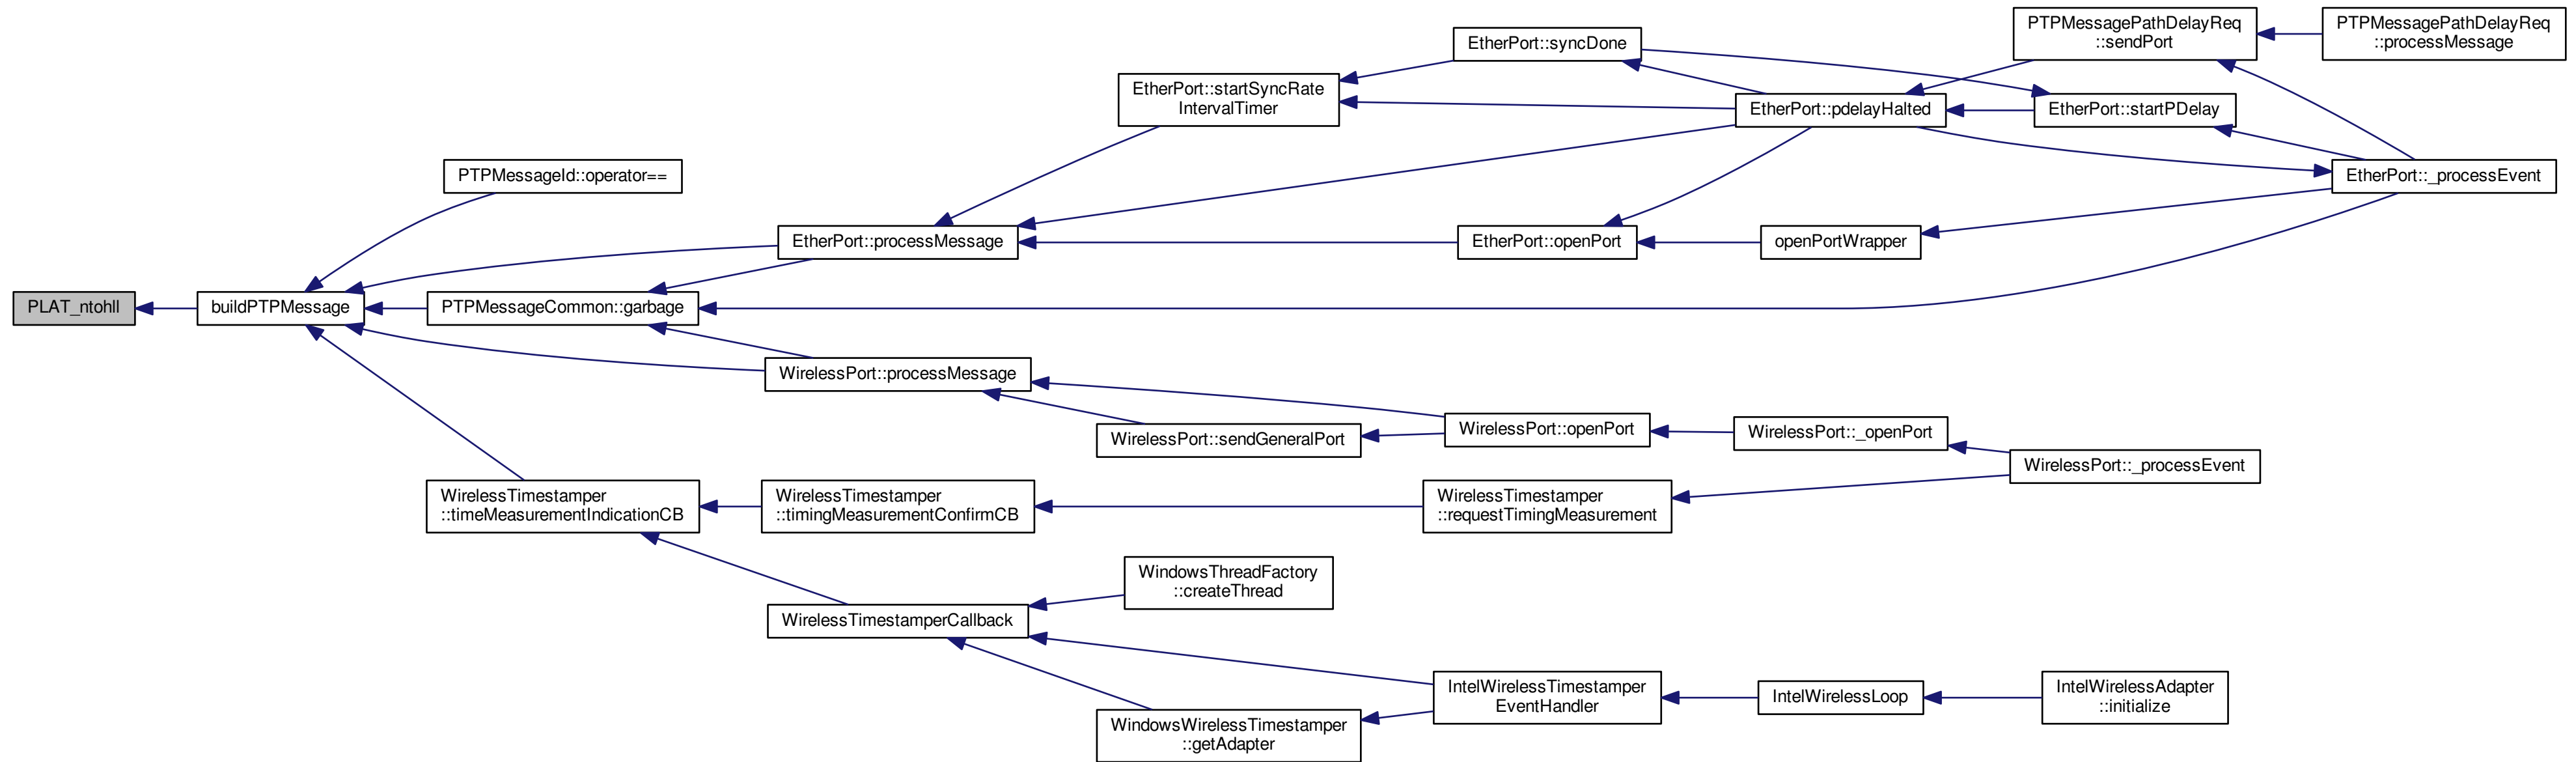 PLAT_ntohll
buildPTPMessage
PTPMessageId::operator==
EtherPort::processMessage
PTPMessageCommon::garbage
WirelessPort::processMessage
WirelessTimestamper
::timeMeasurementIndicationCB
EtherPort::startSyncRate
IntervalTimer
EtherPort::syncDone
EtherPort::pdelayHalted
PTPMessagePathDelayReq
::sendPort
PTPMessagePathDelayReq
::processMessage
EtherPort::startPDelay
EtherPort::_processEvent
EtherPort::openPort
openPortWrapper
WirelessPort::sendGeneralPort
WirelessPort::openPort
WirelessPort::_openPort
WirelessPort::_processEvent
WirelessTimestamper
::timingMeasurementConfirmCB
WirelessTimestamper
::requestTimingMeasurement
WirelessTimestamperCallback
WindowsThreadFactory
::createThread
WindowsWirelessTimestamper
::getAdapter
IntelWirelessTimestamper
EventHandler
IntelWirelessLoop
IntelWirelessAdapter
::initialize